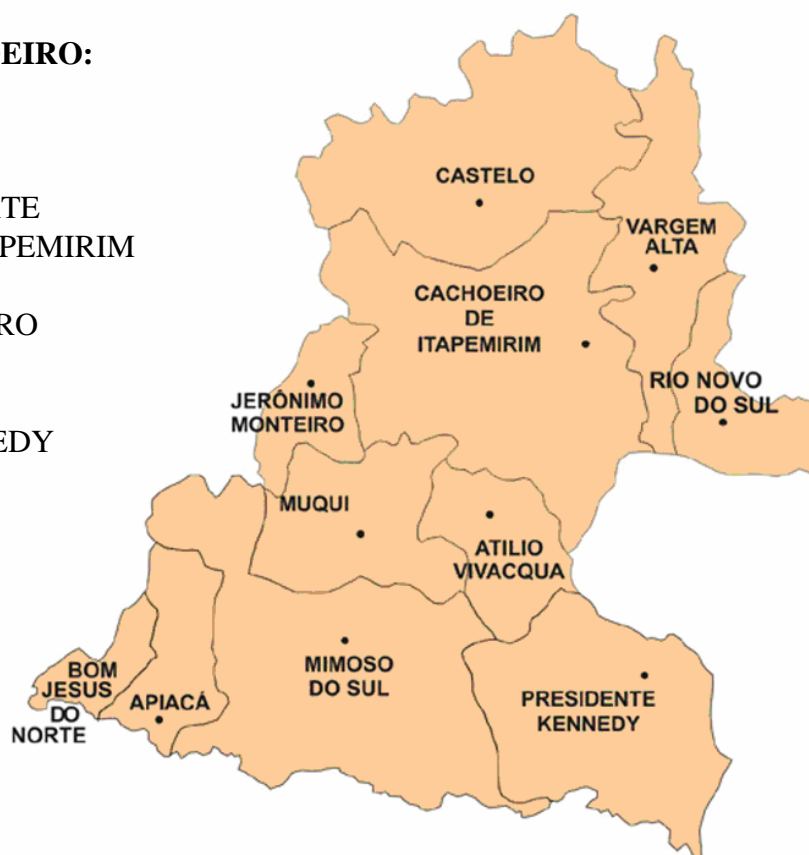 EIRO:
TE
PEMIRIM
RO
EDY
CASTELO
VARGEM
ALTA
CACHOEIRO
DE
ITAPEMIRIM
RIO NOVO
DO SUL
JERÔNIMO
MONTEIRO
MUQUI
ATILIO
VIVACQUA
BOM
JESUS
DO
NORTE
APIACÁ
MIMOSO
DO SUL
PRESIDENTE
KENNEDY